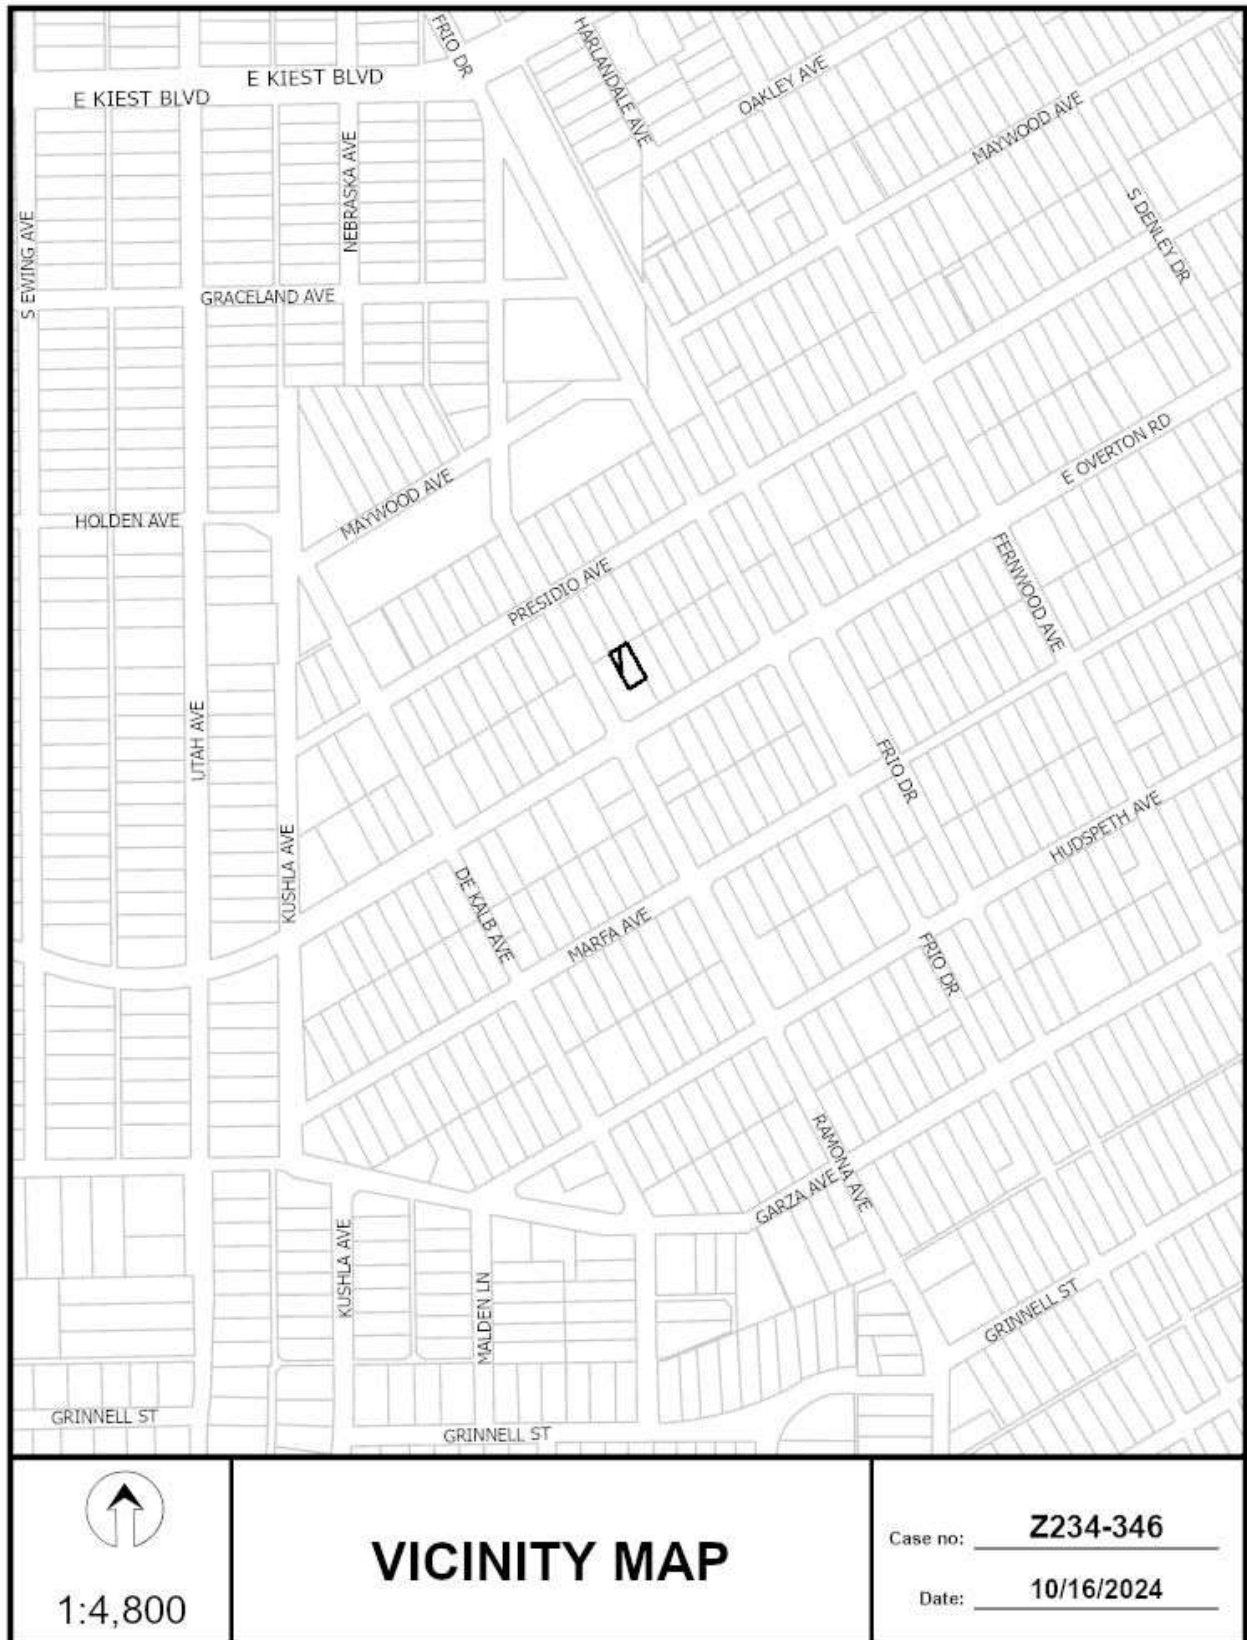 FRIO DR
HARLANDALE AVE
E KIEST BLVD
E KIEST BLVD
OAKLEY AVE
MAYWOOD AVE
NEBRASKA AVE
S DENLEY DR
S EWING AVE
GRACELAND AVE
E OVERTON RD
MAYWOOD AVE
HOLDEN AVE
FERNWOOD AVE
PRESIDIO AVE
UTAH AVE
FRIO DR
HUDSPETH AVE
KUSHLA AVE
DE KALB AVE
MARFA AVE
FRIO DR
RAMONA AVE
GARZA AVE
KUSHLA AVE
MALDEN LN
GRINNELL ST
GRINNELL ST
GRINNELL ST
1:4,800
VICINITY MAP
Case no: Z234-346
Date: 10/16/2024